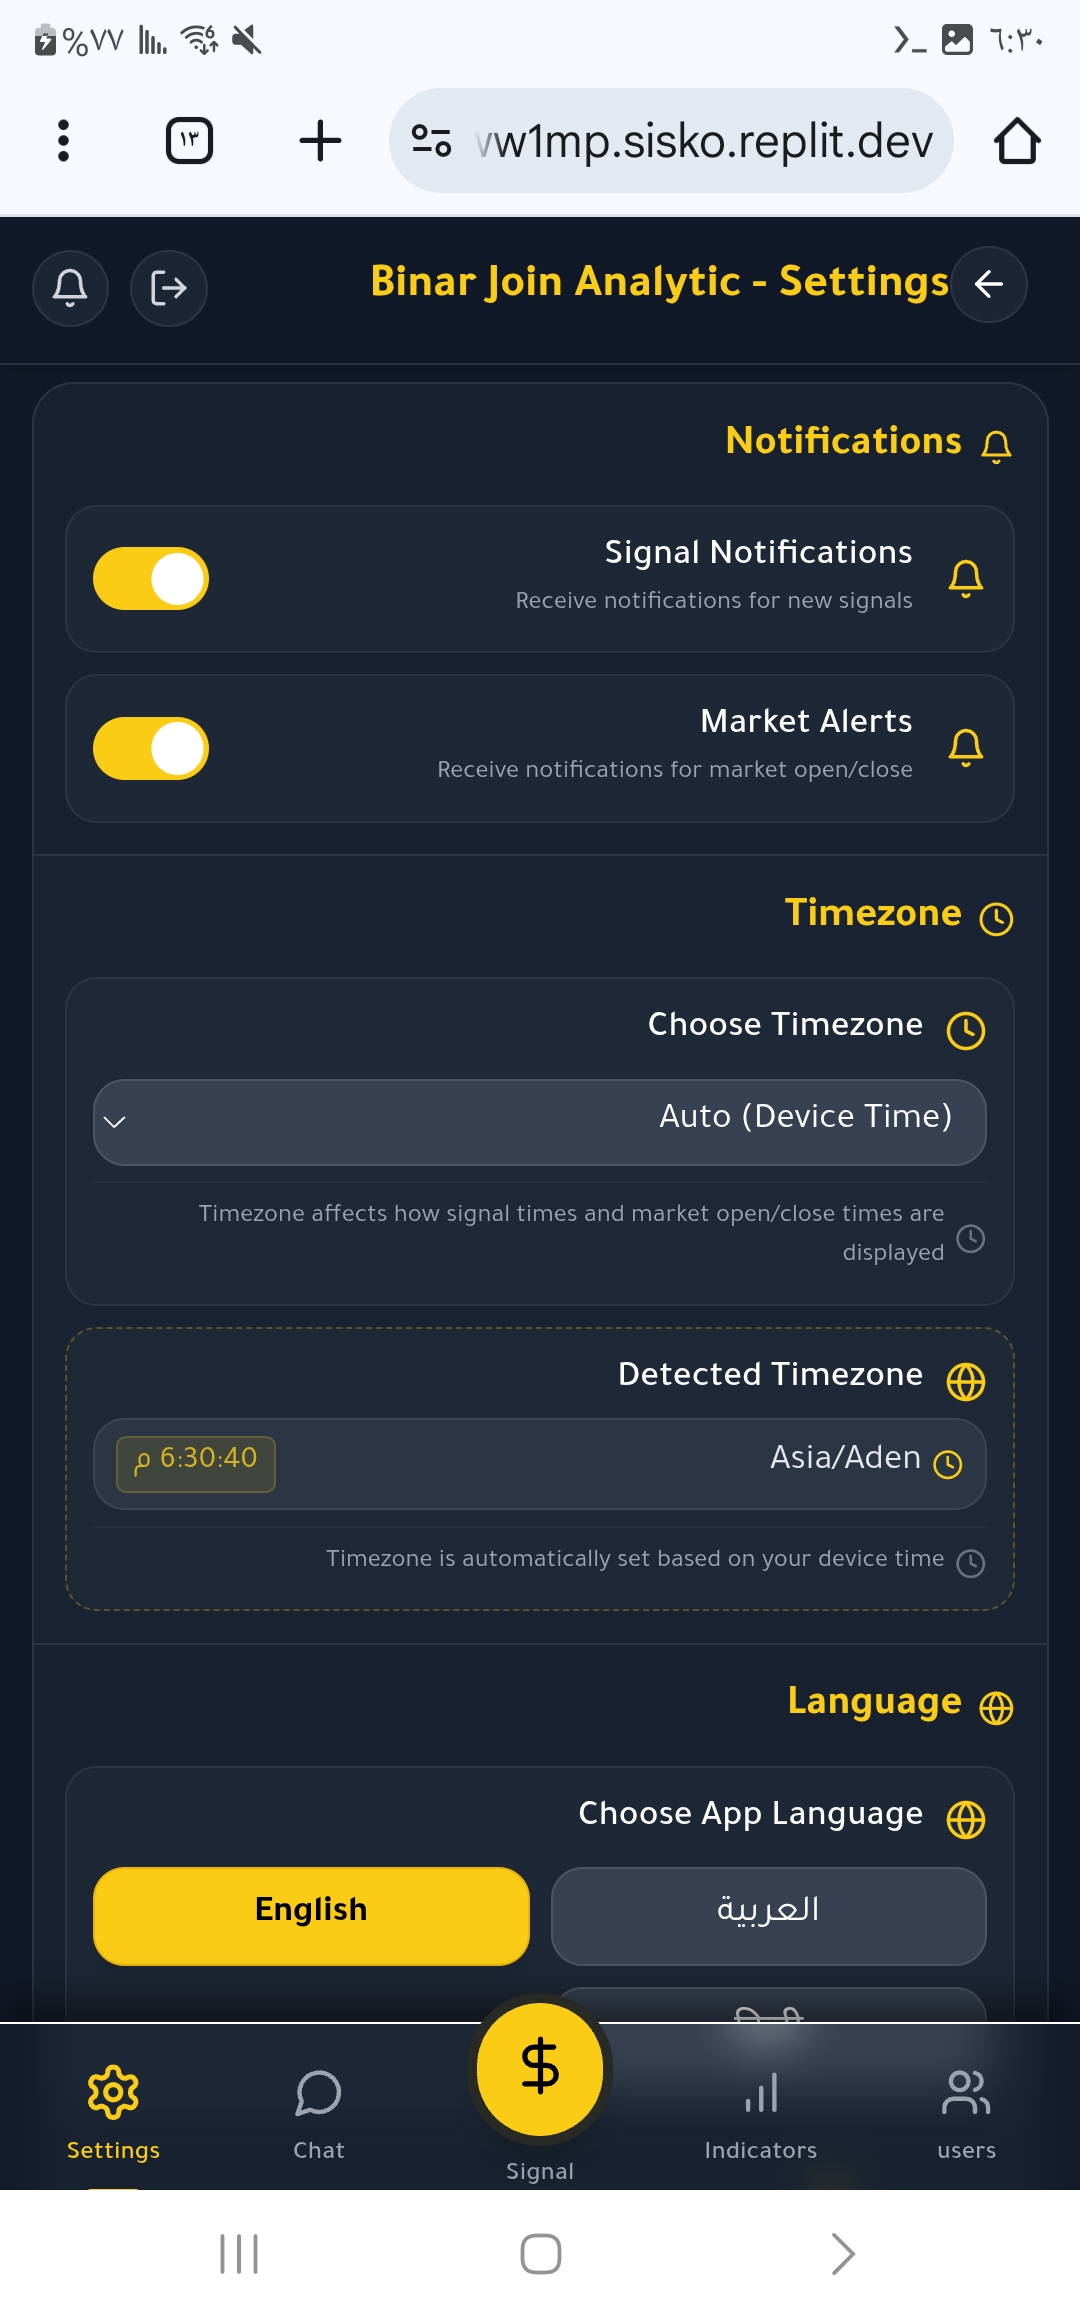 %٧٧
٦:٣٠
١٣
vw1mp.sisko.replit.dev
Binar Join Analytic - Settings
Notifications
Signal Notifications
Receive notifications for new signals
Market Alerts
Receive notifications for market open/close
Timezone
Choose Timezone
Auto (Device Time)
Timezone affects how signal times and market open/close times are
displayed
Detected Timezone
Asia/Aden
6:30:40 م
Timezone is automatically set based on your device time
Language
Choose App Language
English
العربية
Settings
Chat
Signal
Indicators
users